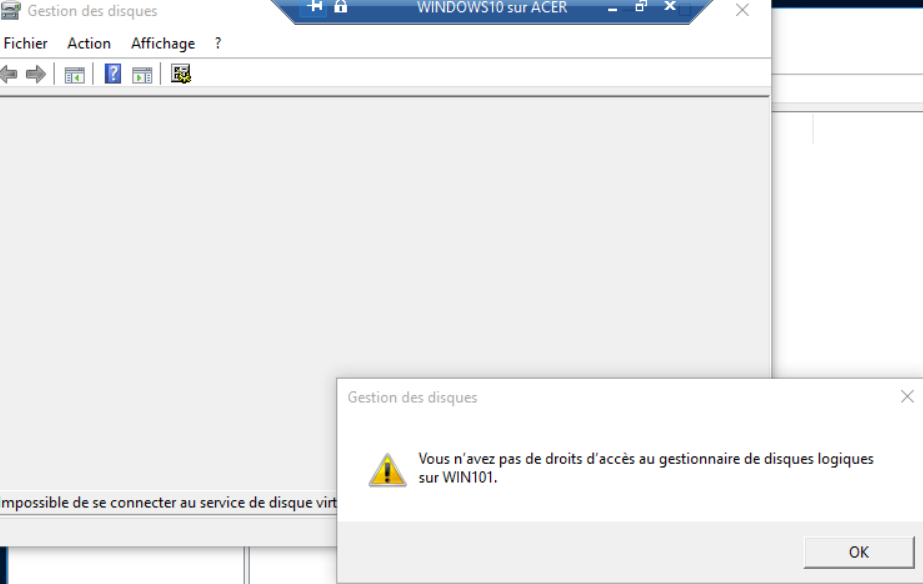 Gestion des disques
WINDOWS10 sur ACER
Fichier Action Affichage ?
Gestion des disques
Vous n'avez pas de droits d'accès au gestionnaire de disques logiques
sur WIN101.
Impossible de se connecter au service de disque
OK